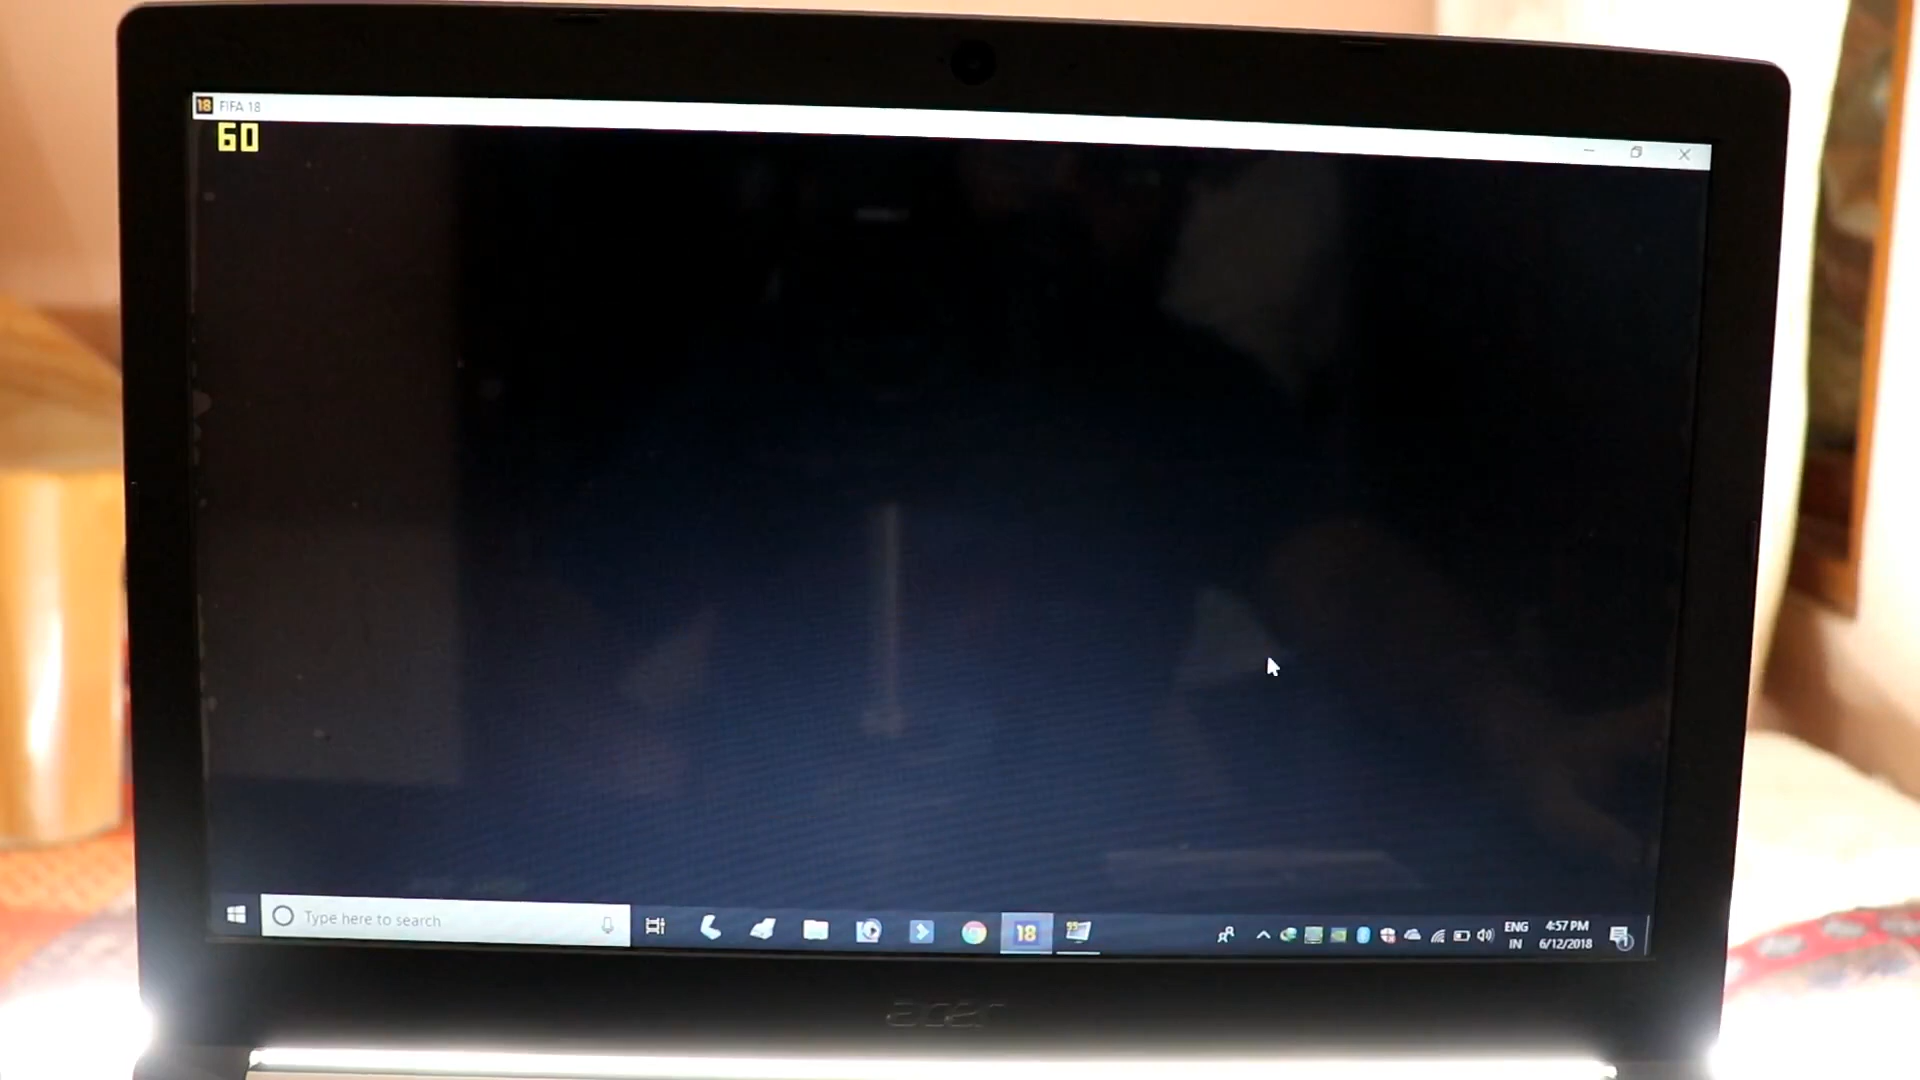 18 FIFA 18
60
Type here to search
18
ENG
IN
4:57 PM
6/12/2018
acer